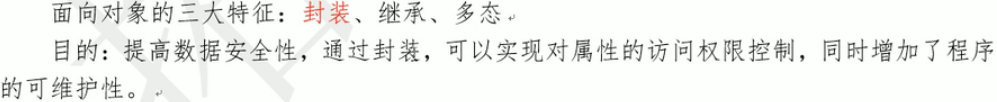 面向对象的三大特征：封装、继承、多态
目的：提高数据安全性，通过封装，可以实现对属性的访问权限控制，同时增加了程序
的可维护性。